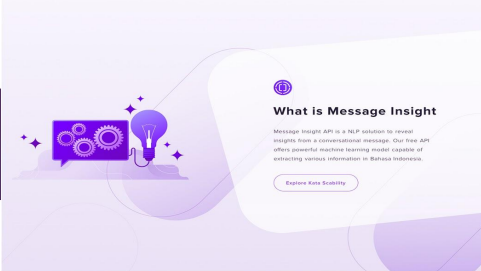 What is Message Insight
Message Insight API is a NLP solution to reveal
insights from a conversational message. Our free API
offers powerful machine learning model capable of
extracting various information in Bahasa Indonesia.
Explore Kata Scability